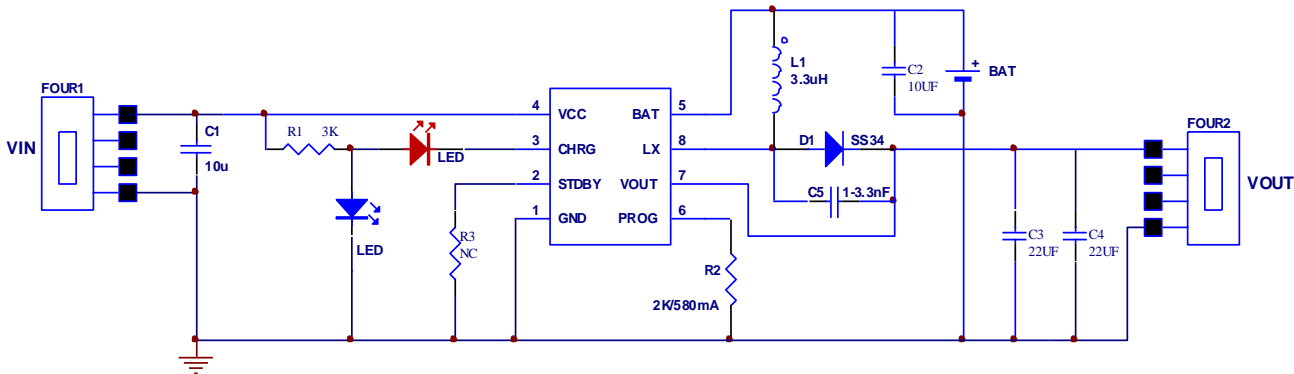 FOUR1
VIN
C1
10u
R1 3K
LED
LED
R3
NC
4 VCC
3 CHRG
2 STDBY
1 GND
BAT 5
LX 8
VOUT 7
PROG 6
L1
3.3uH
C2
10UF
+
BAT
D1 SS34
C5 1-3.3nF
R2
2K/580mA
C3
22UF
C4
22UF
FOUR2
VOUT